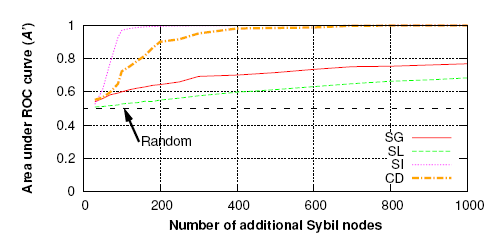 1
0.8
0.6
0.4
0.2
0
Area under ROC curve (A')
Random
SG
SL
SI
CD
0
200
400
600
800
1000
Number of additional Sybil nodes